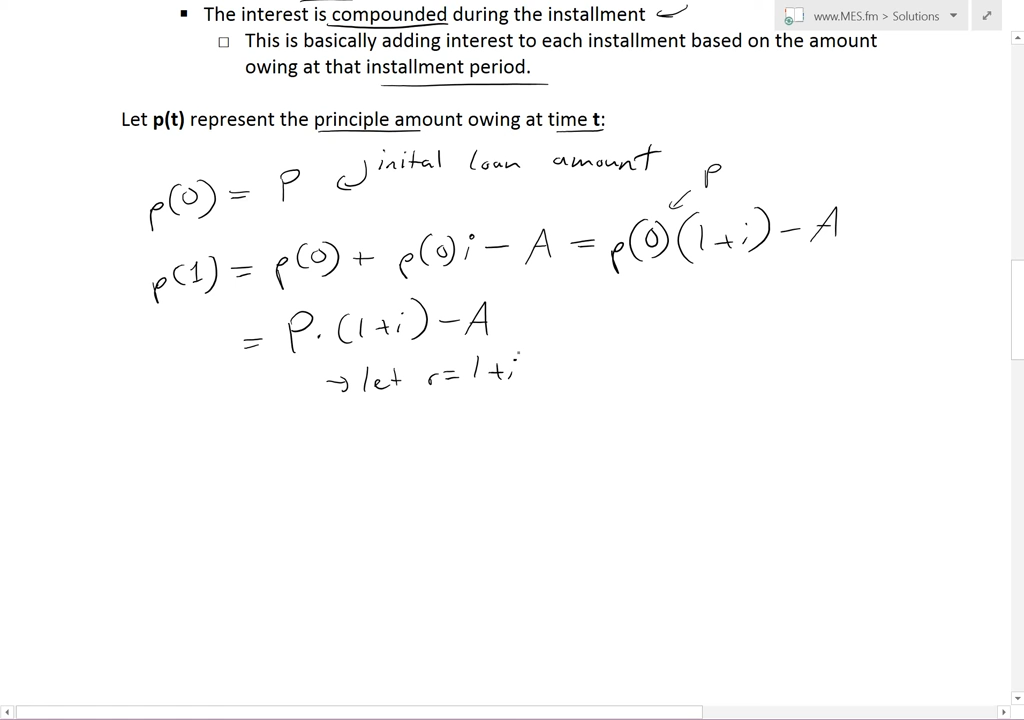 ▪ The interest is compounded during the installment
www.MES.fm > Solutions
□ This is basically adding interest to each installment based on the amount
owing at that installment period.
Let p(t) represent the principle amount owing at time t:
p(0) = P inital loan amount
P
p(1) = p(0) + p(0)i − A = p(0)(1+i) − A
= P·(1+i) − A
→ let r = 1+i